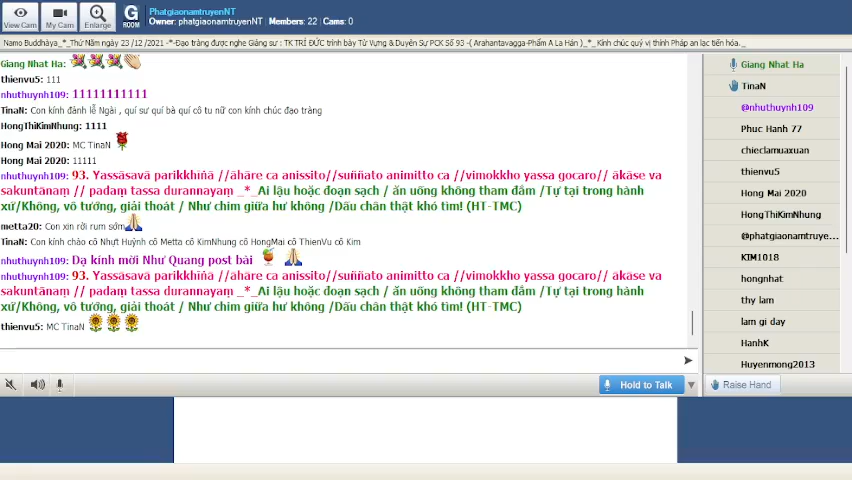 View Cam
My Cam
Enlarge
G
ROOM
PhatgiaonamtruyenNT
Owner: phatgiaonamtruyenNT Members: 22 Cams: 0
Namo Buddhàya_*_Thứ Năm ngày 23 /12 /2021 -*-Đạo tràng được nghe Giảng sư : TK TRÍ ĐỨC trình bày Từ Vựng & Duyên Sự PCK Số 93 -( Arahantavagga-Phẩm A La Hán )_*_ Kính chúc quý vị thính Pháp an lạc tiến hóa._
Giang Nhat Ha:
thienvu5: 111
nhuthuynh109: 11111111111
TinaN: Con kính đảnh lễ Ngài , quí sư quí bà quí cô tu nữ con kính chúc đạo tràng
HongThiKimNhung: 1111
Hong Mai 2020: MC TinaN
Hong Mai 2020: 11111
nhuthuynh109: 93. Yassāsavā parikkhīṅā //āhāre ca anissito//suññato animitto ca //vimokkho yassa gocaro// ākāse va
sakuntānaṃ // padaṃ tassa durannayaṃ _*_Ai lậu hoặc đoạn sạch / ăn uống không tham đắm /Tự tại trong hành
xứ/Không, vô tướng, giải thoát / Như chim giữa hư không /Dấu chân thật khó tìm! (HT-TMC)
metta20: Con xin rời rum sớm
TinaN: Con kính chào cô Nhựt Huỳnh cô Metta cô KimNhung cô HongMai cô ThienVu cô Kim
nhuthuynh109: Dạ kính mời Như Quang post bài
nhuthuynh109: 93. Yassāsavā parikkhīṅā //āhāre ca anissito//suññato animitto ca //vimokkho yassa gocaro// ākāse va
sakuntānaṃ // padaṃ tassa durannayaṃ _*_Ai lậu hoặc đoạn sạch / ăn uống không tham đắm /Tự tại trong hành
xứ/Không, vô tướng, giải thoát / Như chim giữa hư không /Dấu chân thật khó tìm! (HT-TMC)
thienvu5: MC TinaN
Hold to Talk
Giang Nhat Ha
TinaN
@nhuthuynh109
Phuc Hanh 77
chieclamuaxuan
thienvu5
Hong Mai 2020
HongThiKimNhung
@phatgiaonamtruye...
KIM1018
hongnhat
thy lam
lam gi day
HanhK
Huyenmong2013
Raise Hand